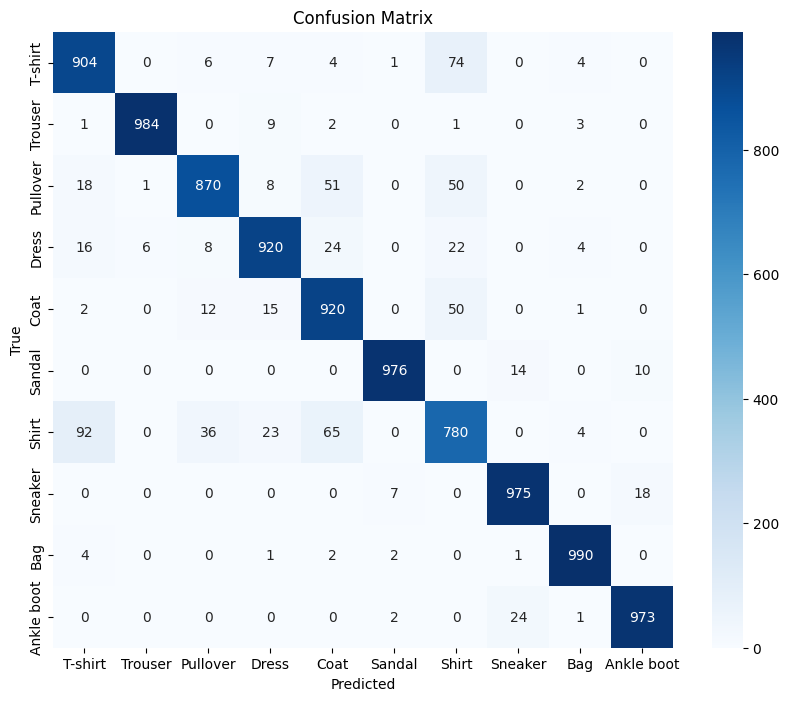 Confusion Matrix
T-shirt 904 0 6 7 4 1 74 0 4 0
Trouser 1 984 0 9 2 0 1 0 3 0
Pullover 18 1 870 8 51 0 50 0 2 0
Dress 16 6 8 920 24 0 22 0 4 0
Coat 2 0 12 15 920 0 50 0 1 0
Sandal 0 0 0 0 0 976 0 14 0 10
Shirt 92 0 36 23 65 0 780 0 4 0
Sneaker 0 0 0 0 0 7 0 975 0 18
Bag 4 0 0 1 2 2 0 1 990 0
Ankle boot 0 0 0 0 0 2 0 24 1 973
T-shirt Trouser Pullover Dress Coat Sandal Shirt Sneaker Bag Ankle boot
Predicted
True
800
600
400
200
0